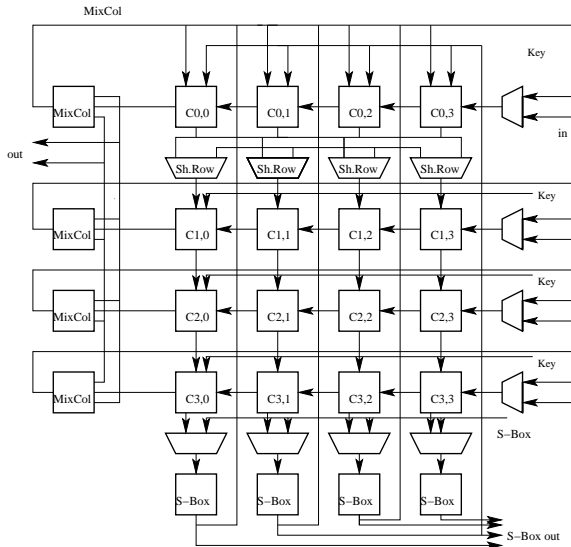 MixCol
Key
MixCol
C0,0
C0,1
C0,2
C0,3
in
out
Sh.Row
Sh.Row
Sh.Row
Sh.Row
Key
MixCol
C1,0
C1,1
C1,2
C1,3
Key
MixCol
C2,0
C2,1
C2,2
C2,3
Key
MixCol
C3,0
C3,1
C3,2
C3,3
S-Box
S-Box
S-Box
S-Box
S-Box
S-Box out